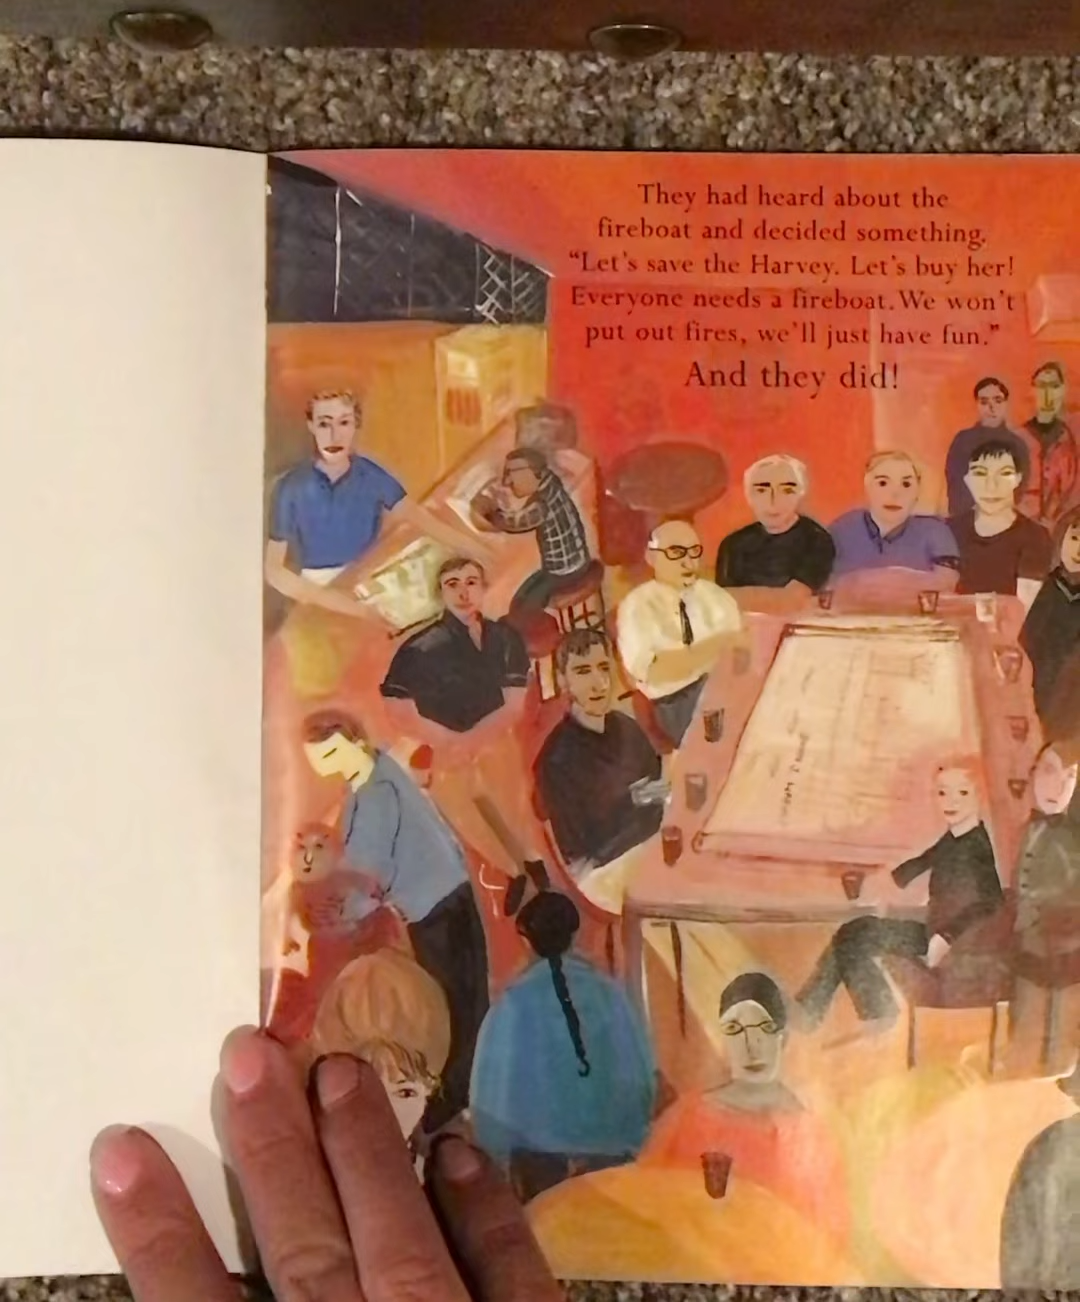 They had heard about the
fireboat and decided something.
“Let’s save the Harvey. Let’s buy her!
Everyone needs a fireboat. We won’t
put out fires, we’ll just have fun.”
And they did!